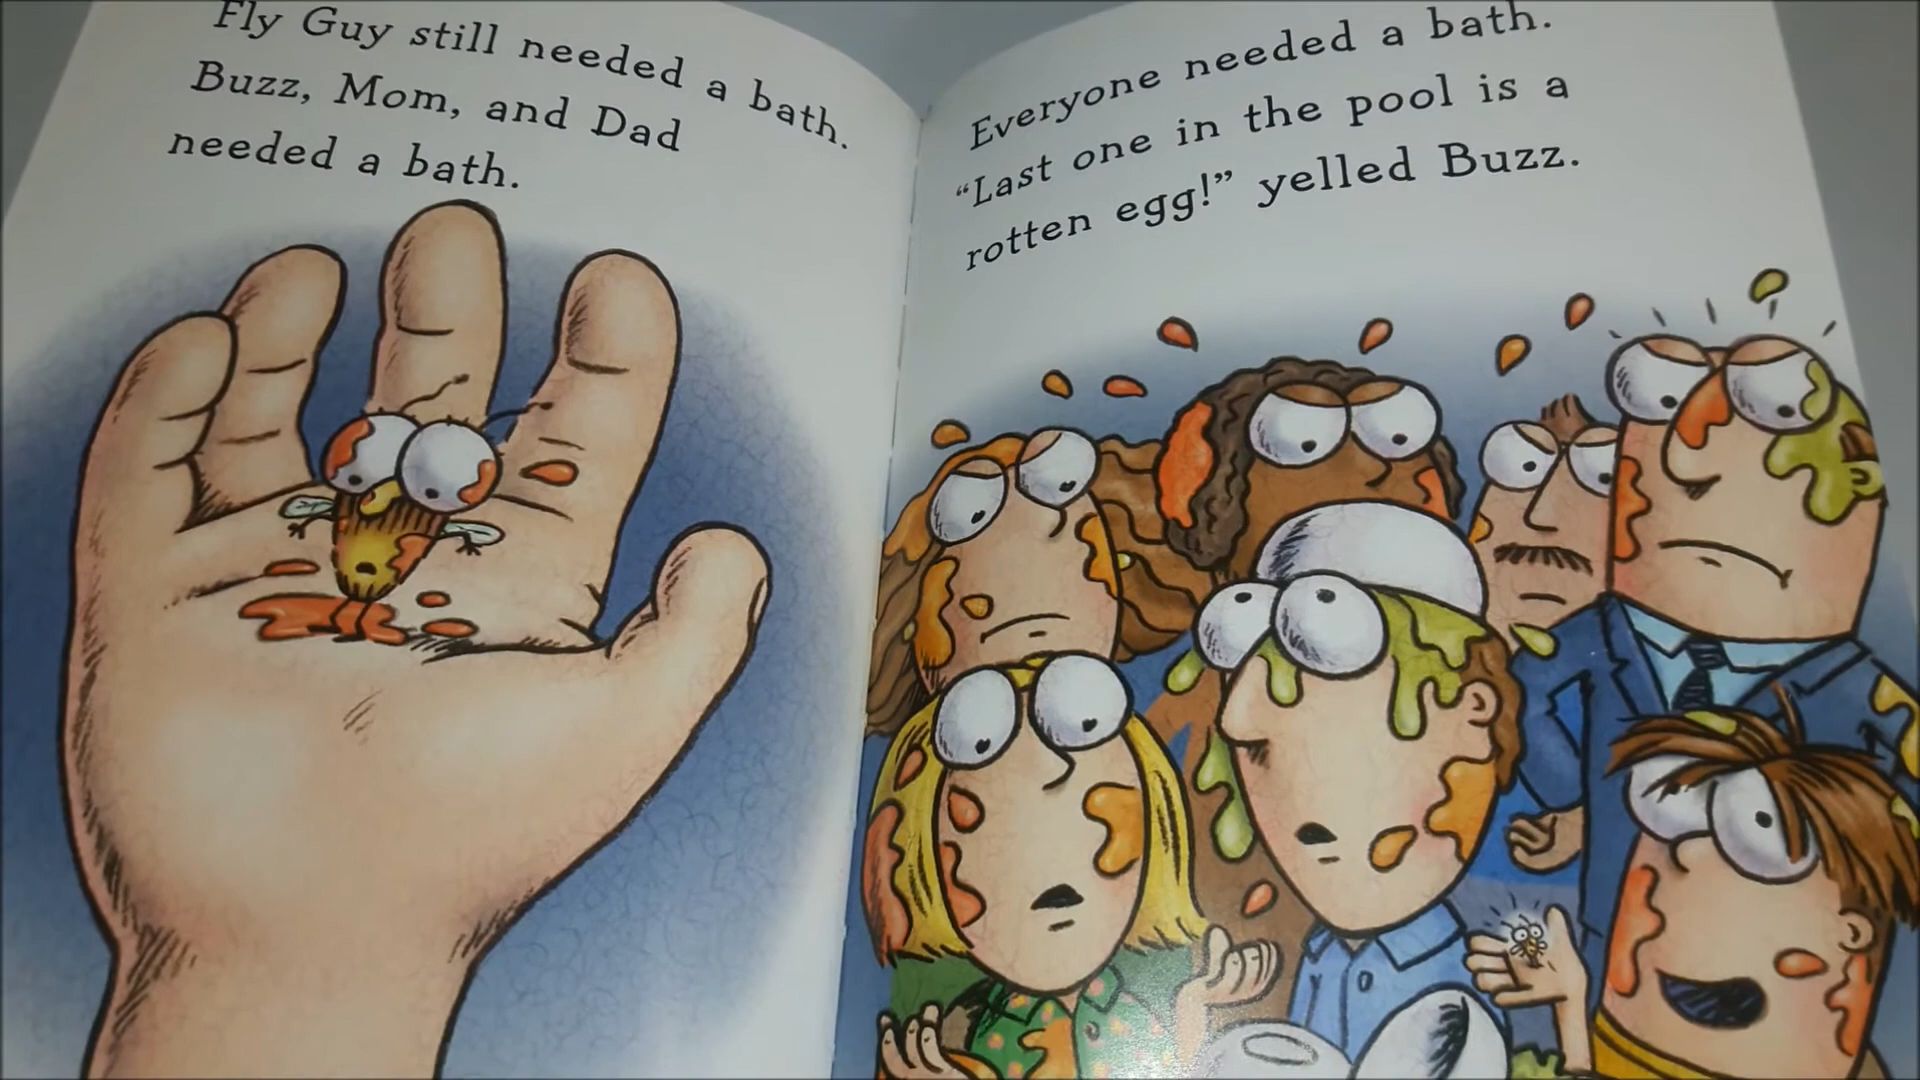 Fly Guy still needed a bath.
Buzz, Mom, and Dad
needed a bath.
Everyone needed a bath.
“Last one in the pool is a
rotten egg!” yelled Buzz.